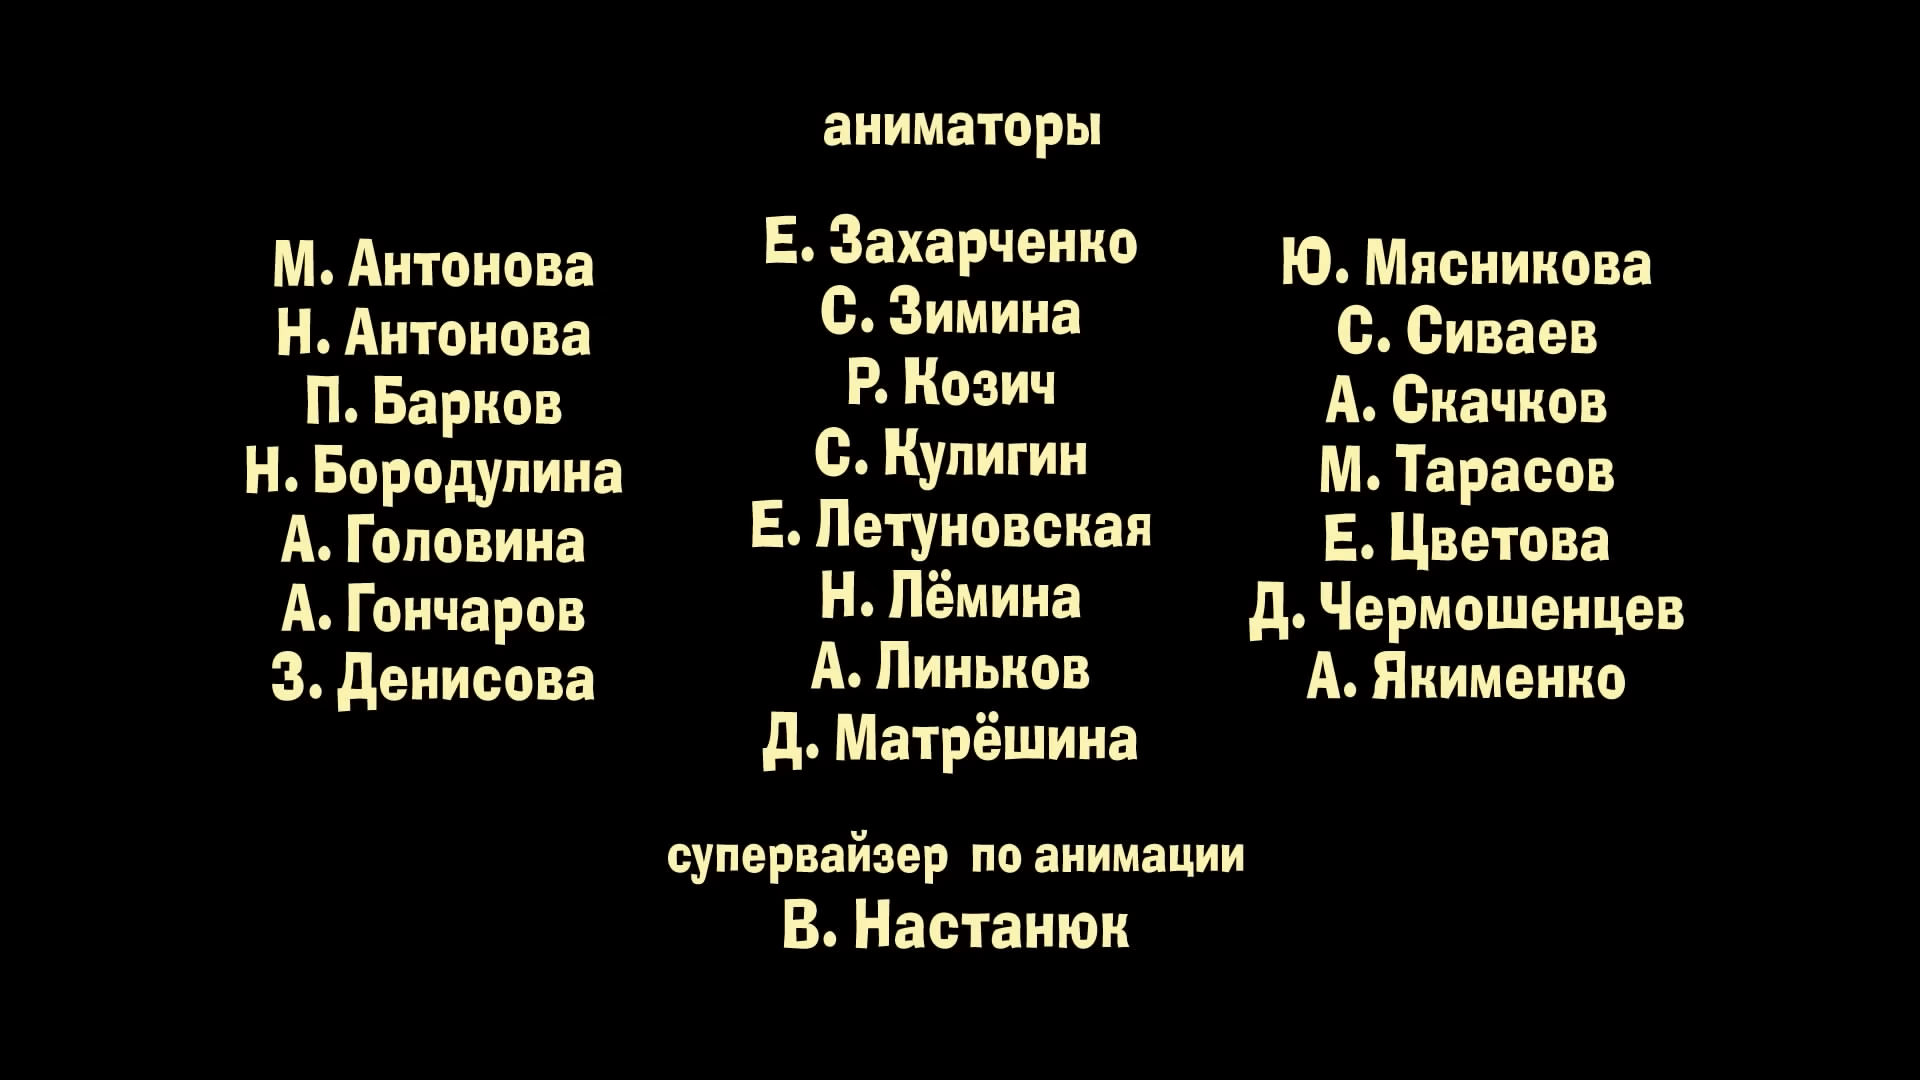 аниматоры
М. Антонова
Н. Антонова
П. Барков
Н. Бородулина
А. Головина
А. Гончаров
З. Денисова
Е. Захарченко
С. Зимина
Р. Козич
С. Кулигин
Е. Летуновская
Н. Лёмина
А. Линьков
Д. Матрёшина
Ю. Мясникова
С. Сиваев
А. Скачков
М. Тарасов
Е. Цветова
Д. Чермошенцев
А. Якименко
супервайзер по анимации
В. Настанюк